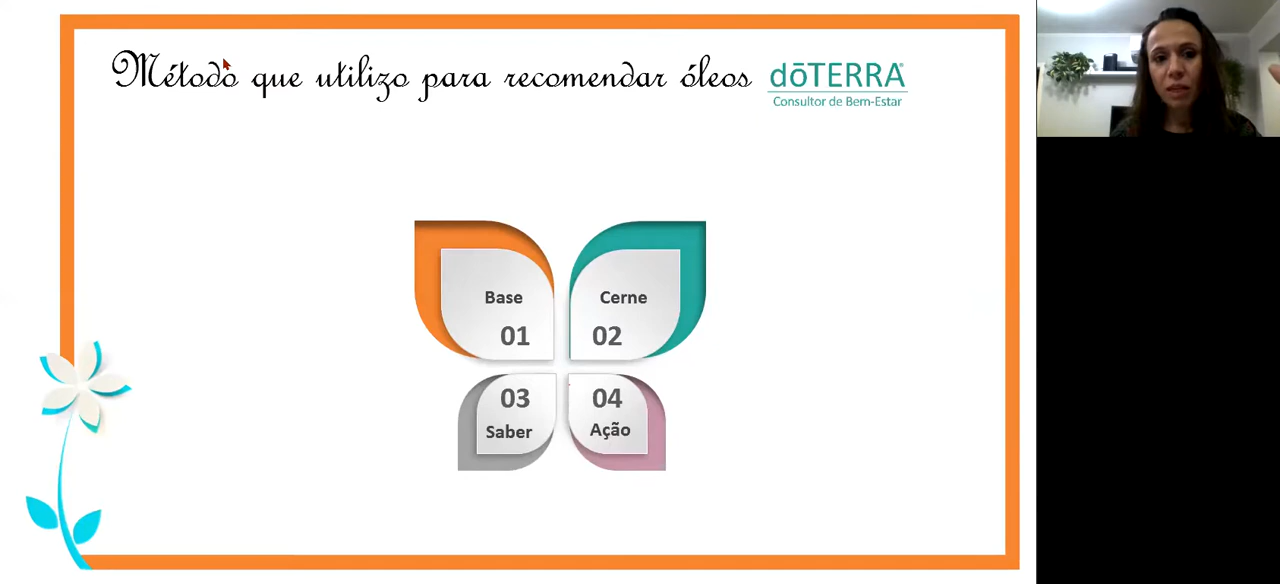 Método que utilizo para recomendar óleos
dōTERRA®
Consultor de Bem-Estar
Base
01
Cerne
02
03
Saber
04
Ação